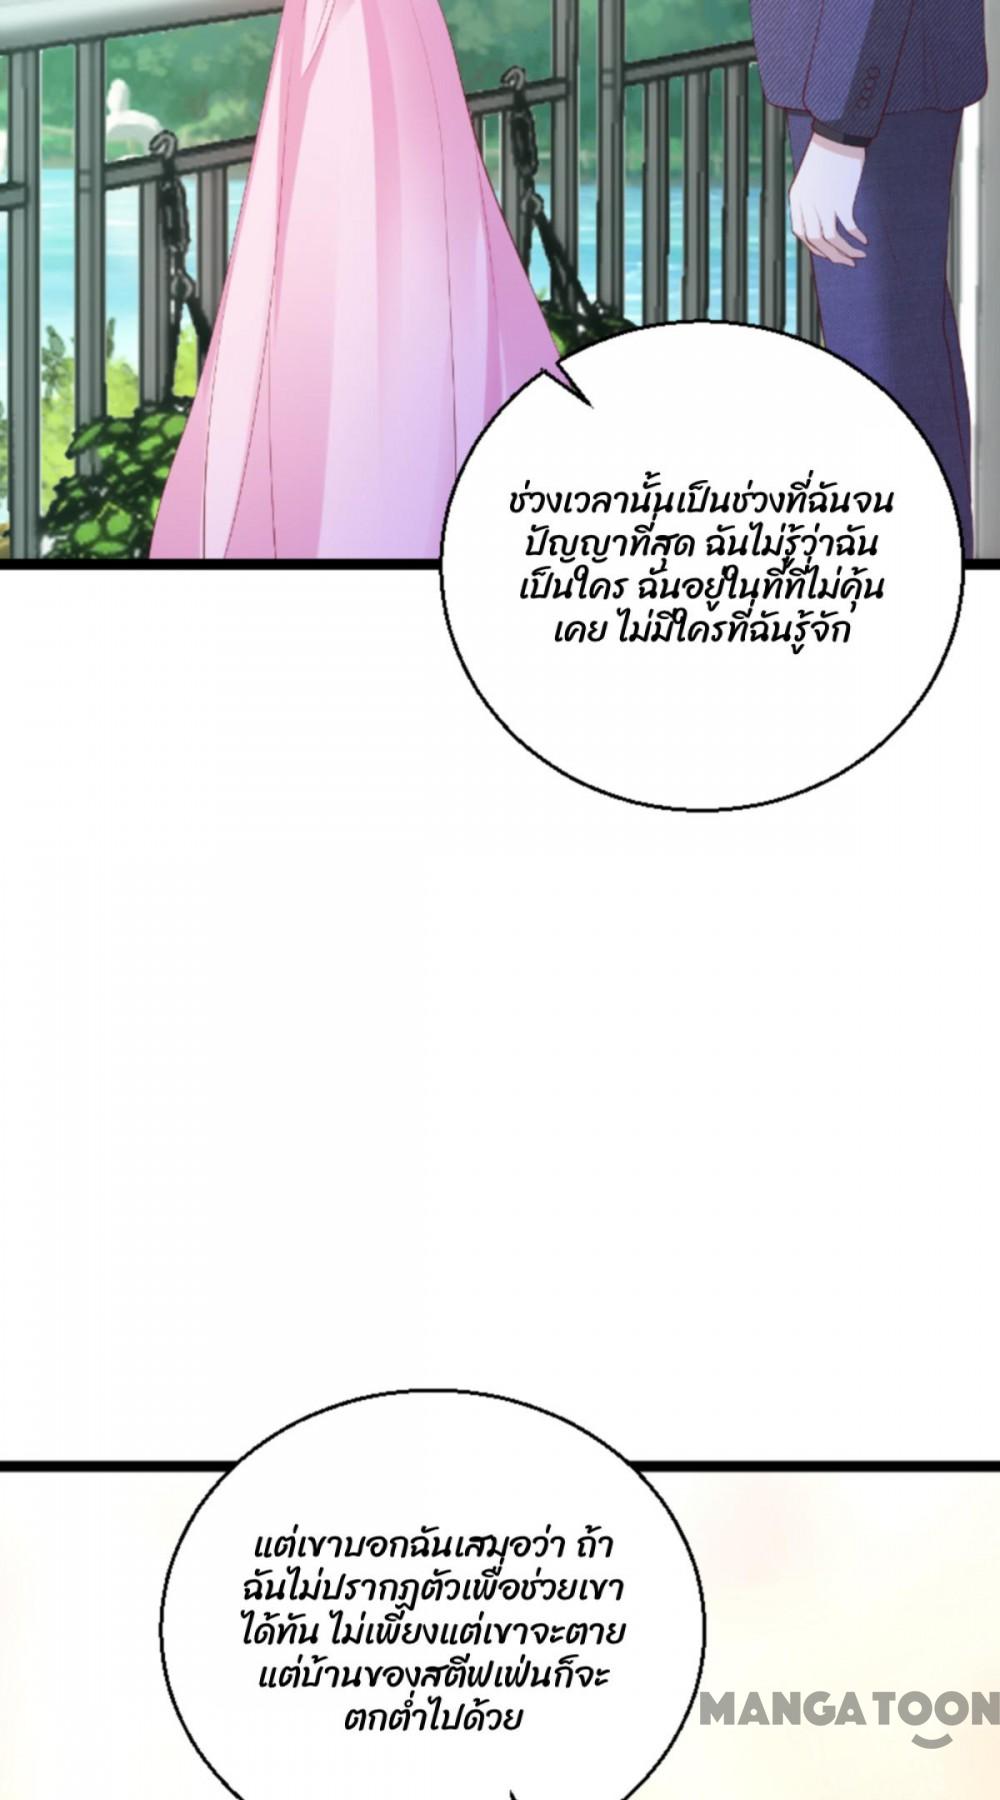 ช่วงเวลานั้นเป็นช่วงที่ฉันจน
ปัญญาที่สุด ฉันไม่รู้ว่าฉัน
เป็นใคร ฉันอยู่ในที่ที่ไม่คุ้น
เคย ไม่มีใครที่ฉันรู้จัก
แต่เขาบอกฉันเสมอว่า ถ้า
ฉันไม่ปรากฏตัวเพื่อช่วยเขา
ได้ทัน ไม่เพียงแต่เขาจะตาย
แต่บ้านของสตีฟเฟ่นก็จะ
ตกต่ำไปด้วย
MANGATOON